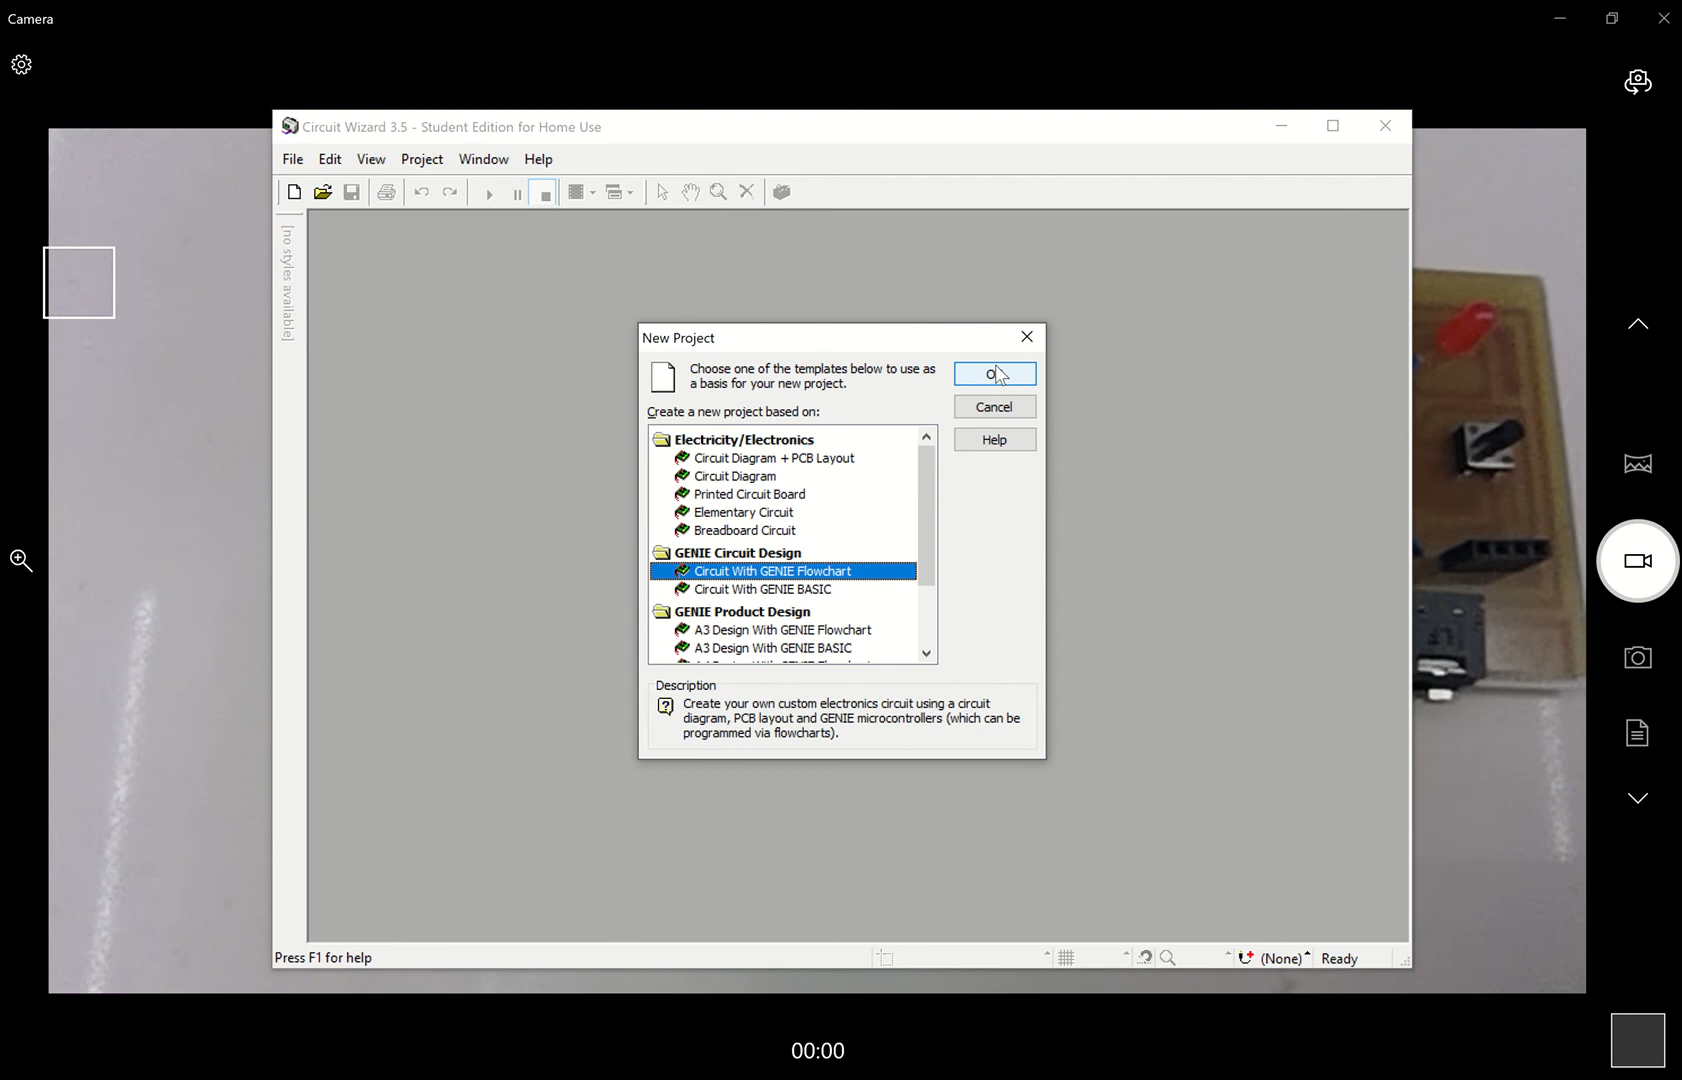 Camera
Circuit Wizard 3.5 - Student Edition for Home Use
File Edit View Project Window Help
[no styles available]
New Project
Choose one of the templates below to use as
a basis for your new project.
Create a new project based on:
Cancel
Help
Electricity/Electronics
Circuit Diagram + PCB Layout
Circuit Diagram
Printed Circuit Board
Elementary Circuit
Breadboard Circuit
GENIE Circuit Design
Circuit With GENIE Flowchart
Circuit With GENIE BASIC
GENIE Product Design
A3 Design With GENIE Flowchart
A3 Design With GENIE BASIC
Description
Create your own custom electronics circuit using a circuit
diagram, PCB layout and GENIE microcontrollers (which can be
programmed via flowcharts).
Press F1 for help
(None)
Ready
00:00